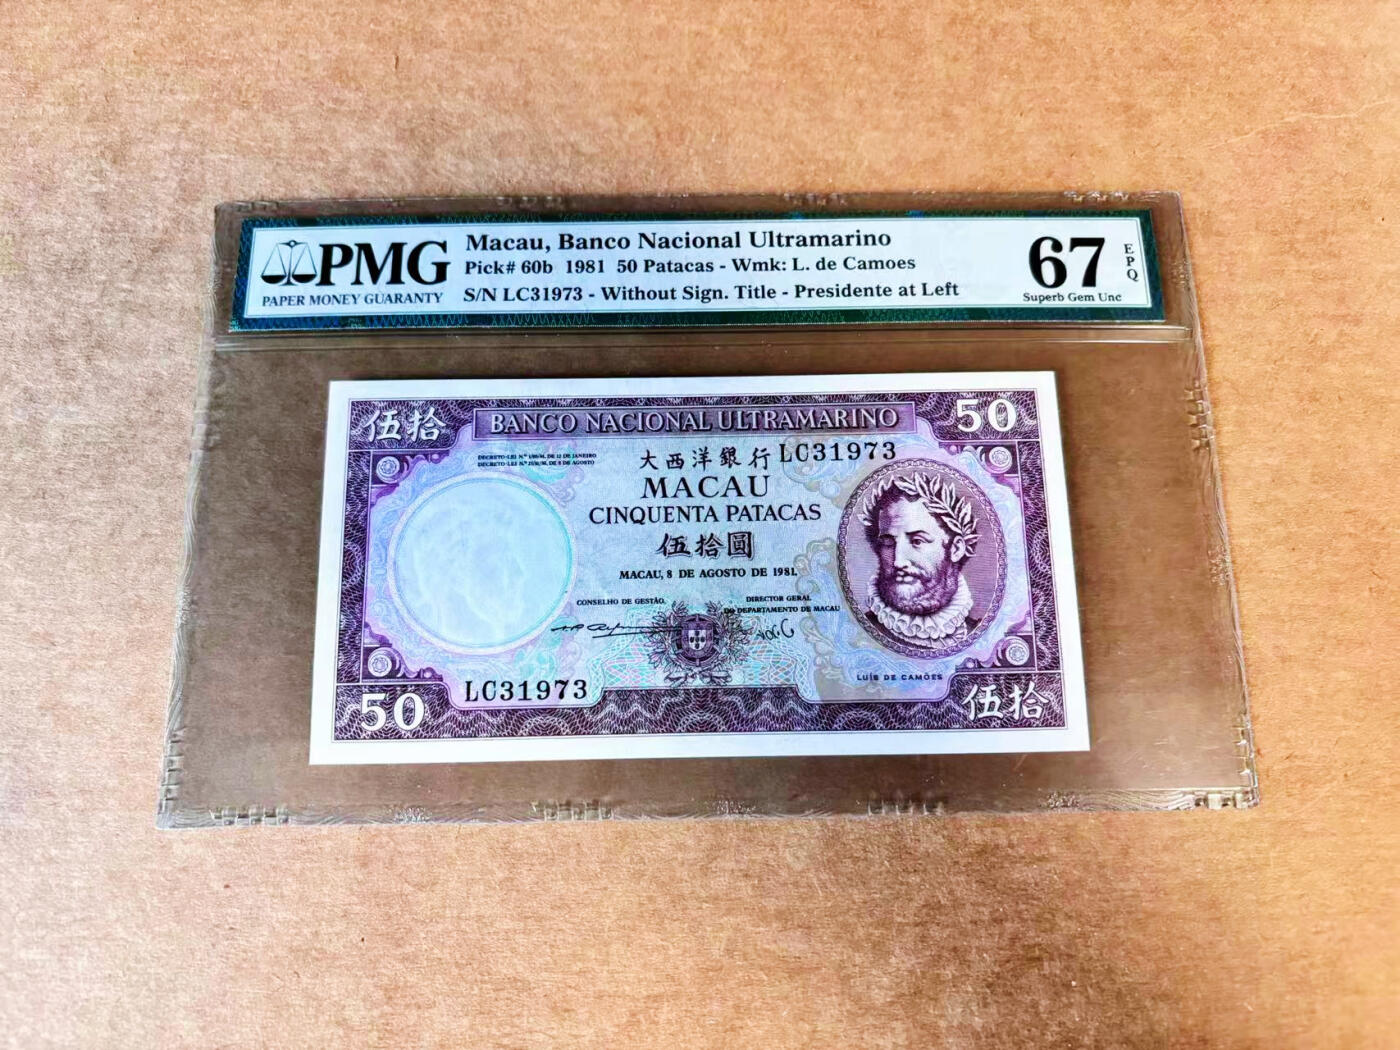 PMG
PAPER MONEY GUARANTY
Macau, Banco Nacional Ultramarino
Pick# 60b 1981 50 Patacas - Wmk: L. de Camoes
S/N LC31973 - Without Sign. Title - Presidente at Left
67
EPQ
Superb Gem Unc
伍拾
BANCO NACIONAL ULTRAMARINO
50
大西洋銀行 LC31973
MACAU
CINQUENTA PATACAS
伍拾圓
MACAU, 8 DE AGOSTO DE 1981.
CONSELHO DE GESTÃO,
DIRECTOR GERAL
DO DEPARTAMENTO DE MACAU
LUÍS DE CAMÕES
LC31973
50
伍拾